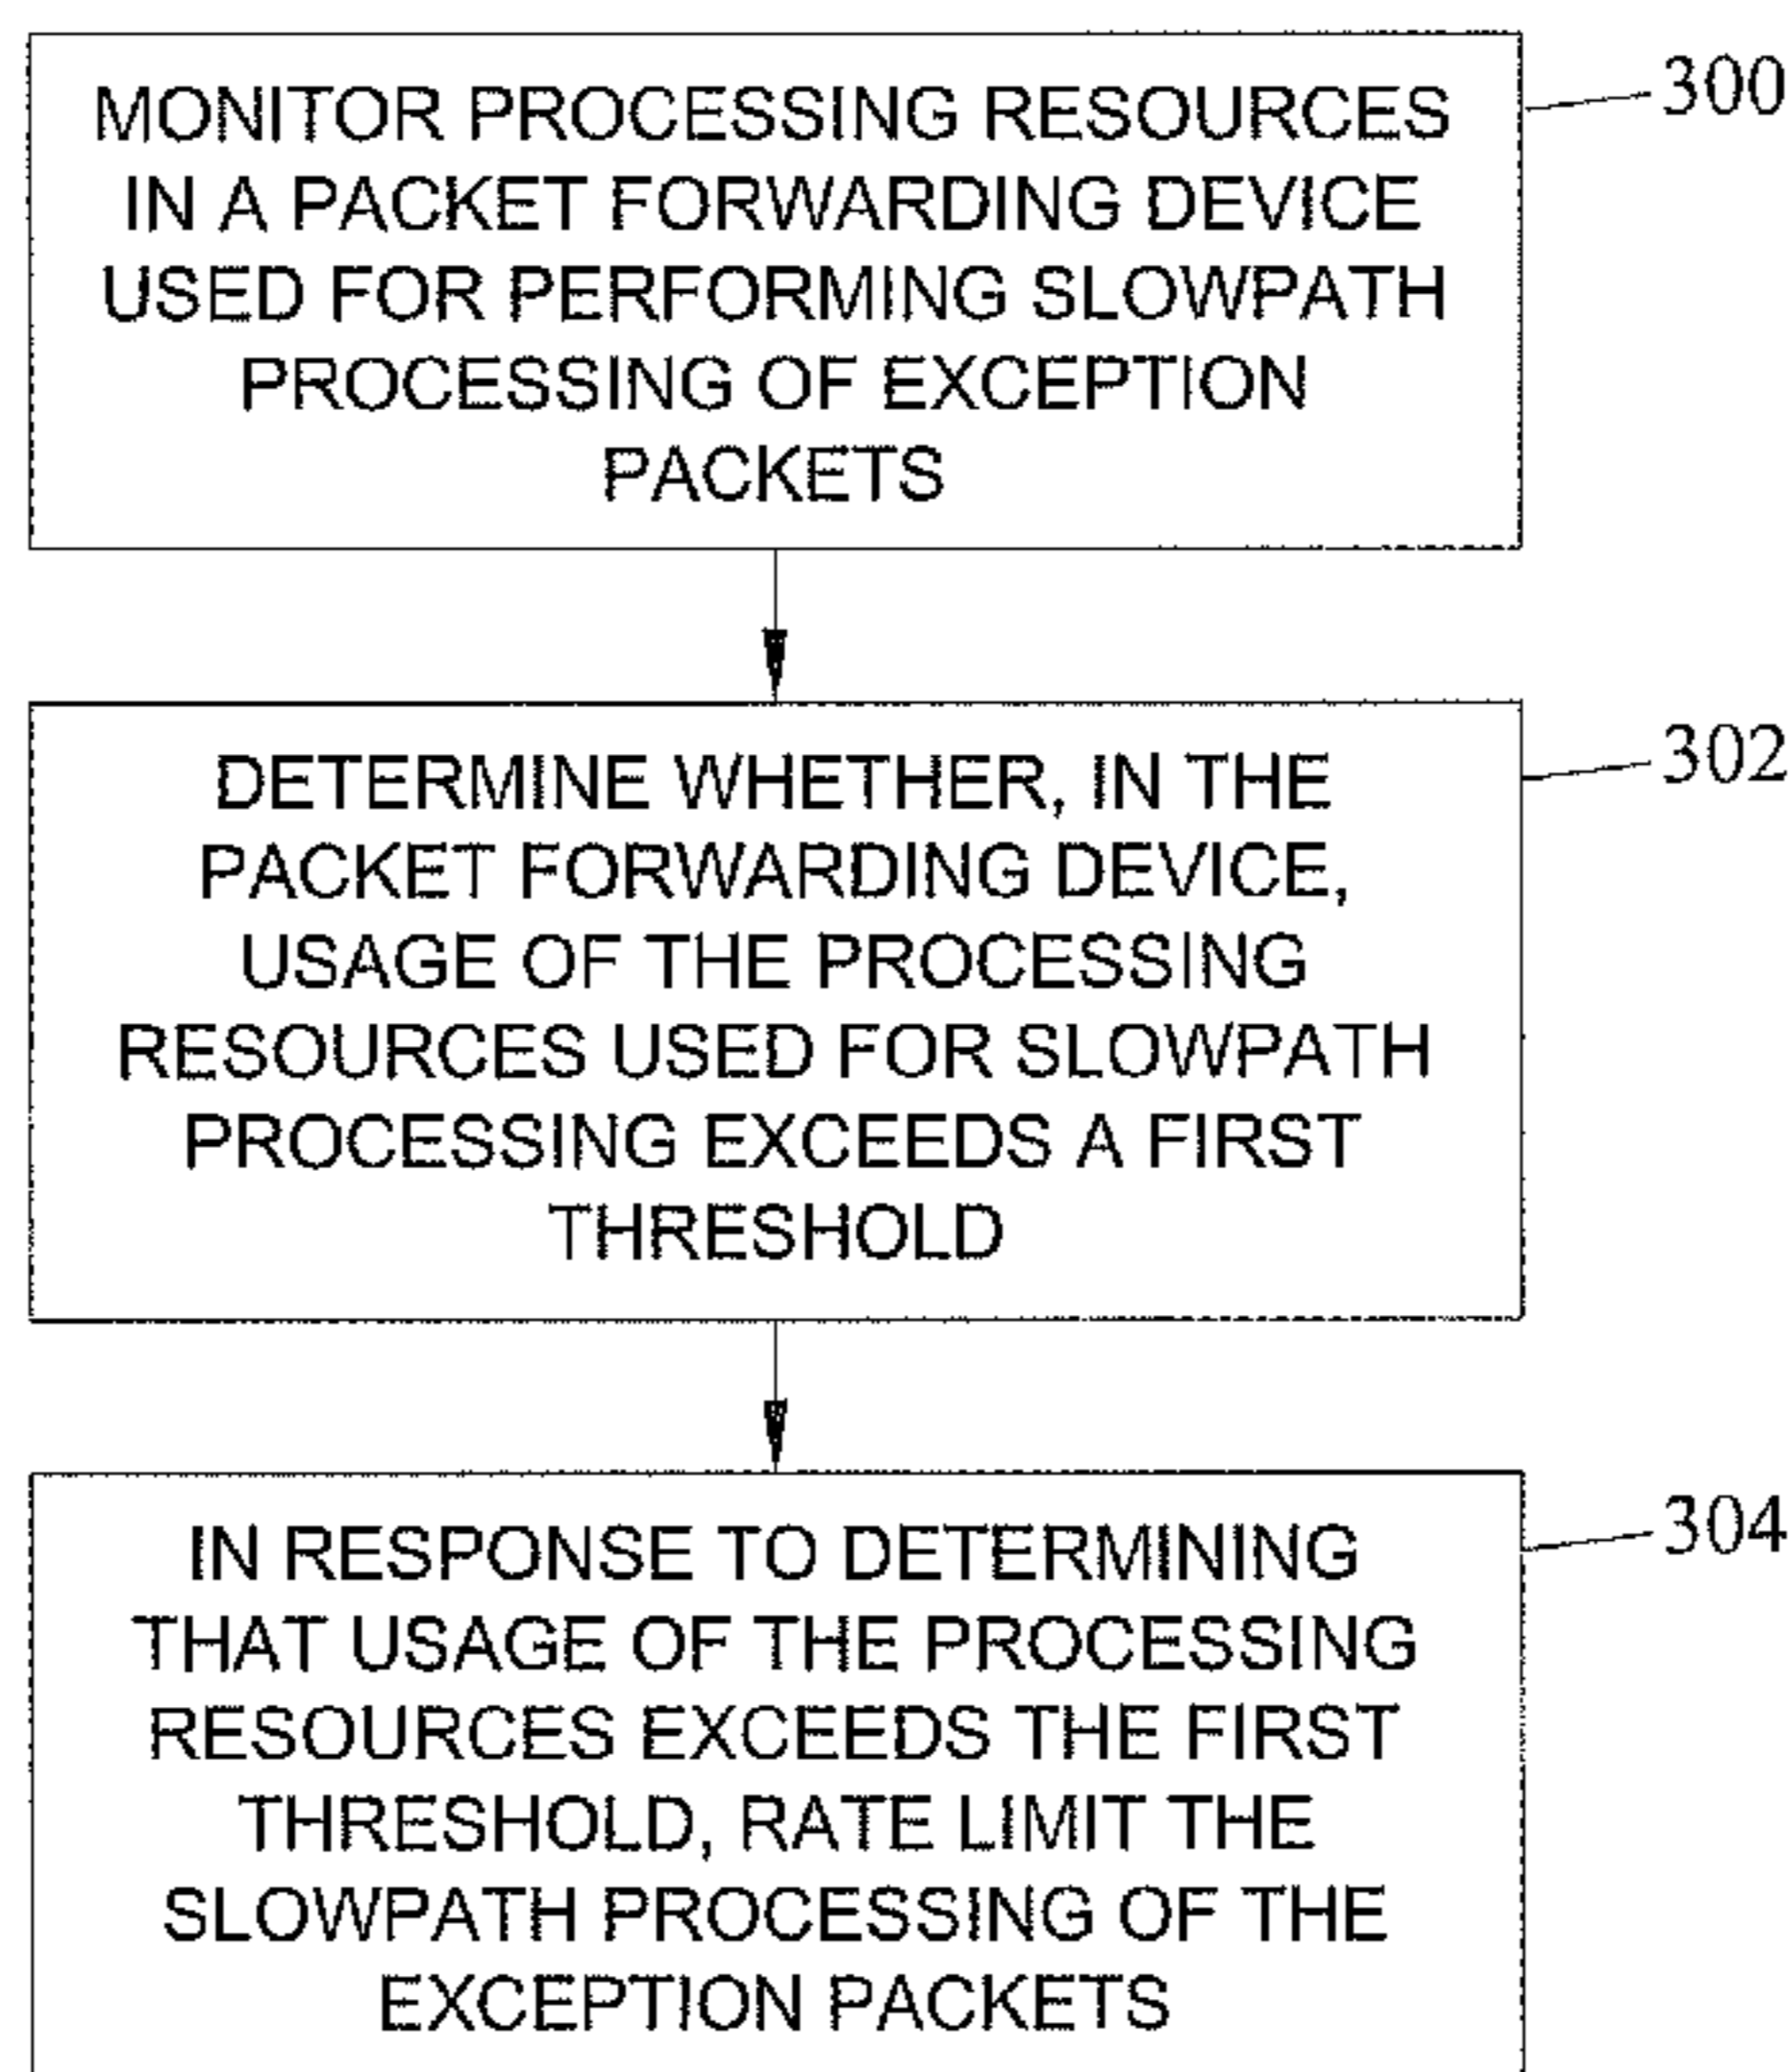 MONITOR PROCESSING RESOURCES
IN A PACKET FORWARDING DEVICE
USED FOR PERFORMING SLOWPATH
PROCESSING OF EXCEPTION
PACKETS
300
DETERMINE WHETHER, IN THE
PACKET FORWARDING DEVICE,
USAGE OF THE PROCESSING
RESOURCES USED FOR SLOWPATH
PROCESSING EXCEEDS A FIRST
THRESHOLD
302
IN RESPONSE TO DETERMINING
THAT USAGE OF THE PROCESSING
RESOURCES EXCEEDS THE FIRST
THRESHOLD, RATE LIMIT THE
SLOWPATH PROCESSING OF THE
EXCEPTION PACKETS
304